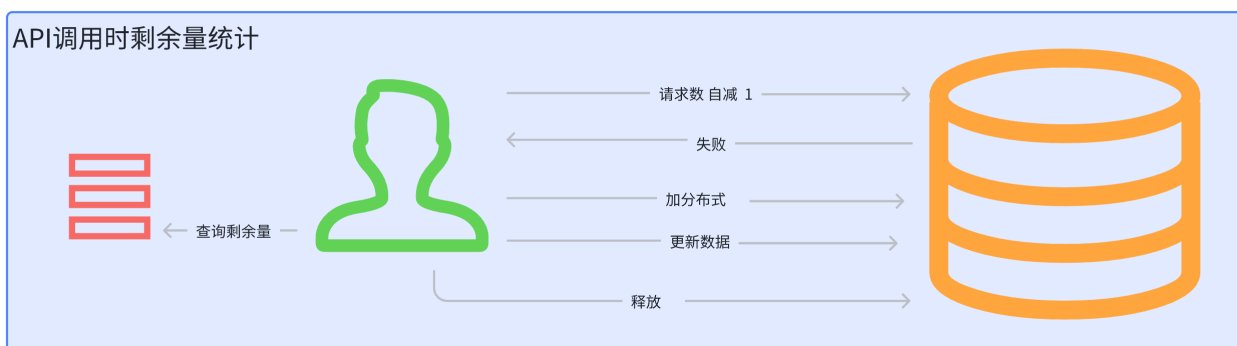 API调用时剩余量统计
请求数 自减 1
失败
加分布式
查询剩余量
更新数据
释放